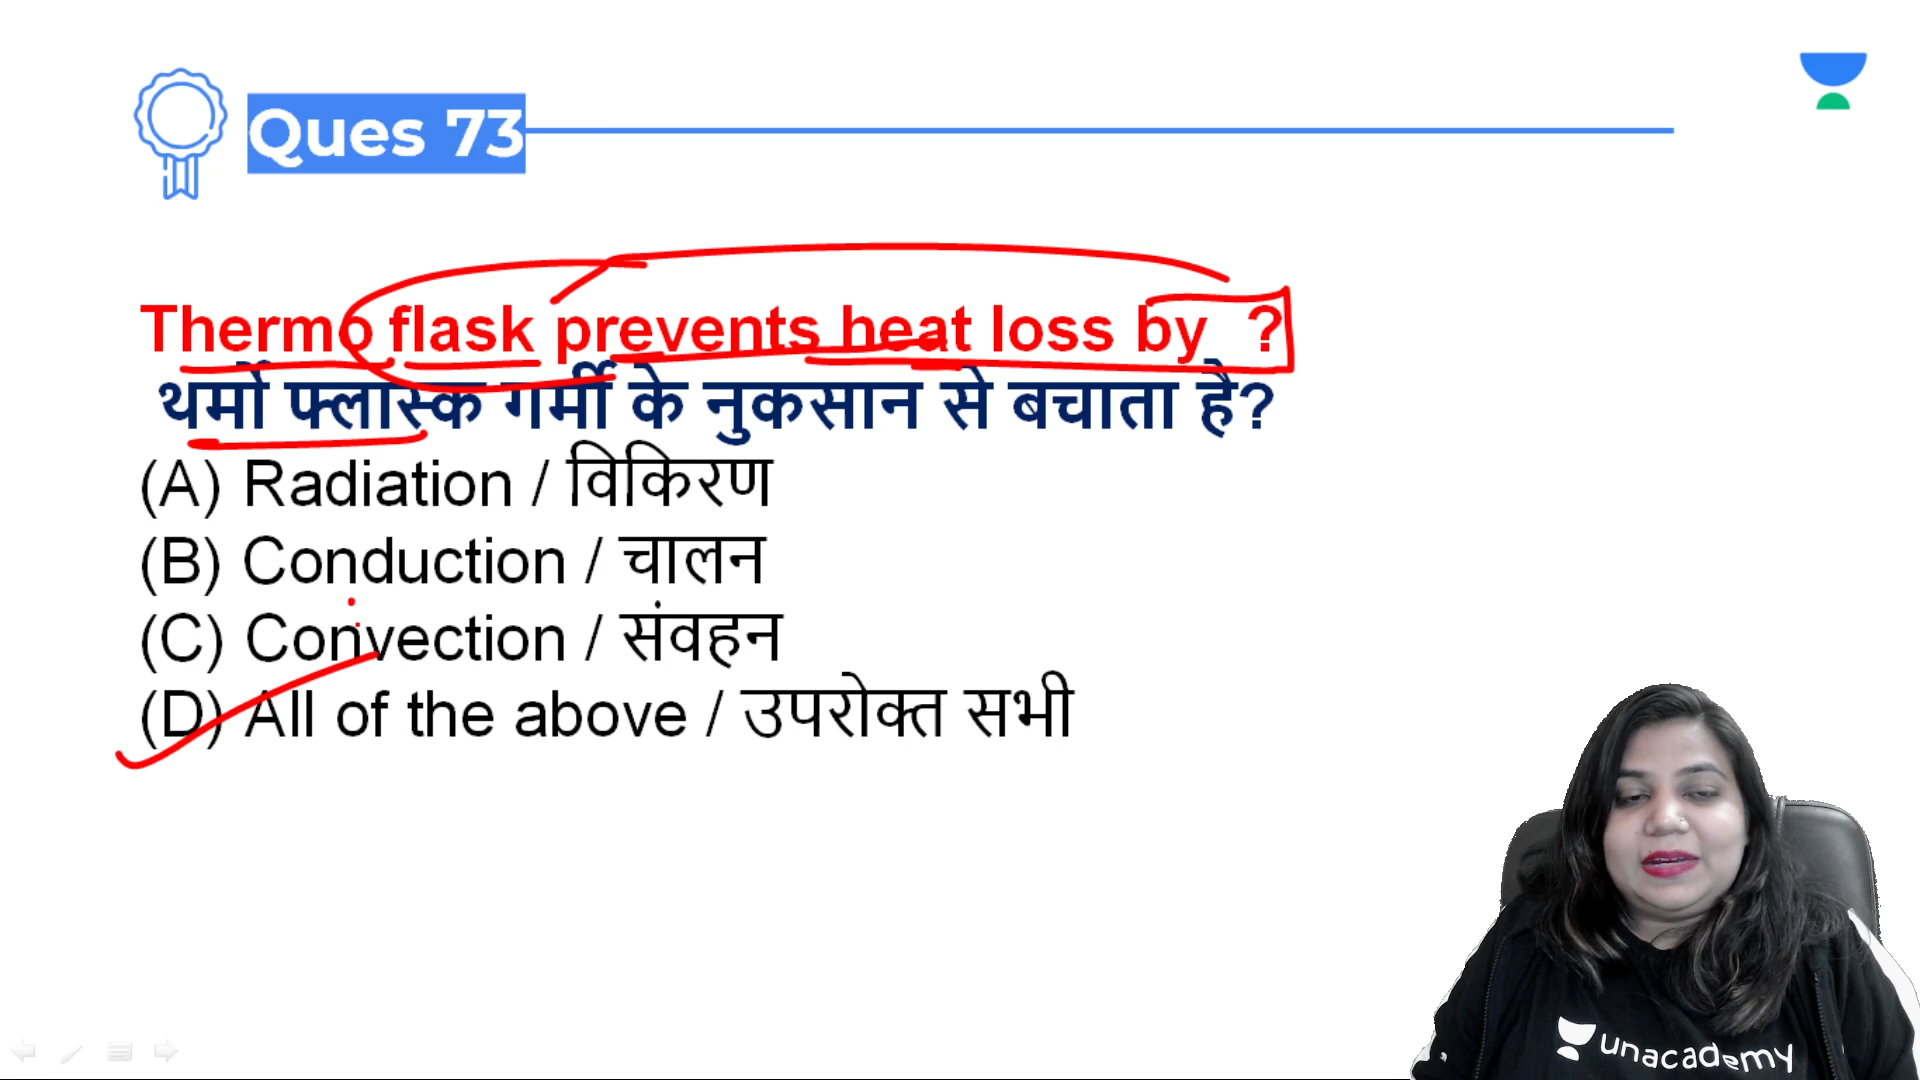 Ques 73
Thermo flask prevents heat loss by ?
थर्मो फ्लास्क गर्मी के नुकसान से बचाता है?
(A) Radiation / विकिरण
(B) Conduction / चालन
(C) Convection / संवहन
(D) All of the above / उपरोक्त सभी
unacademy